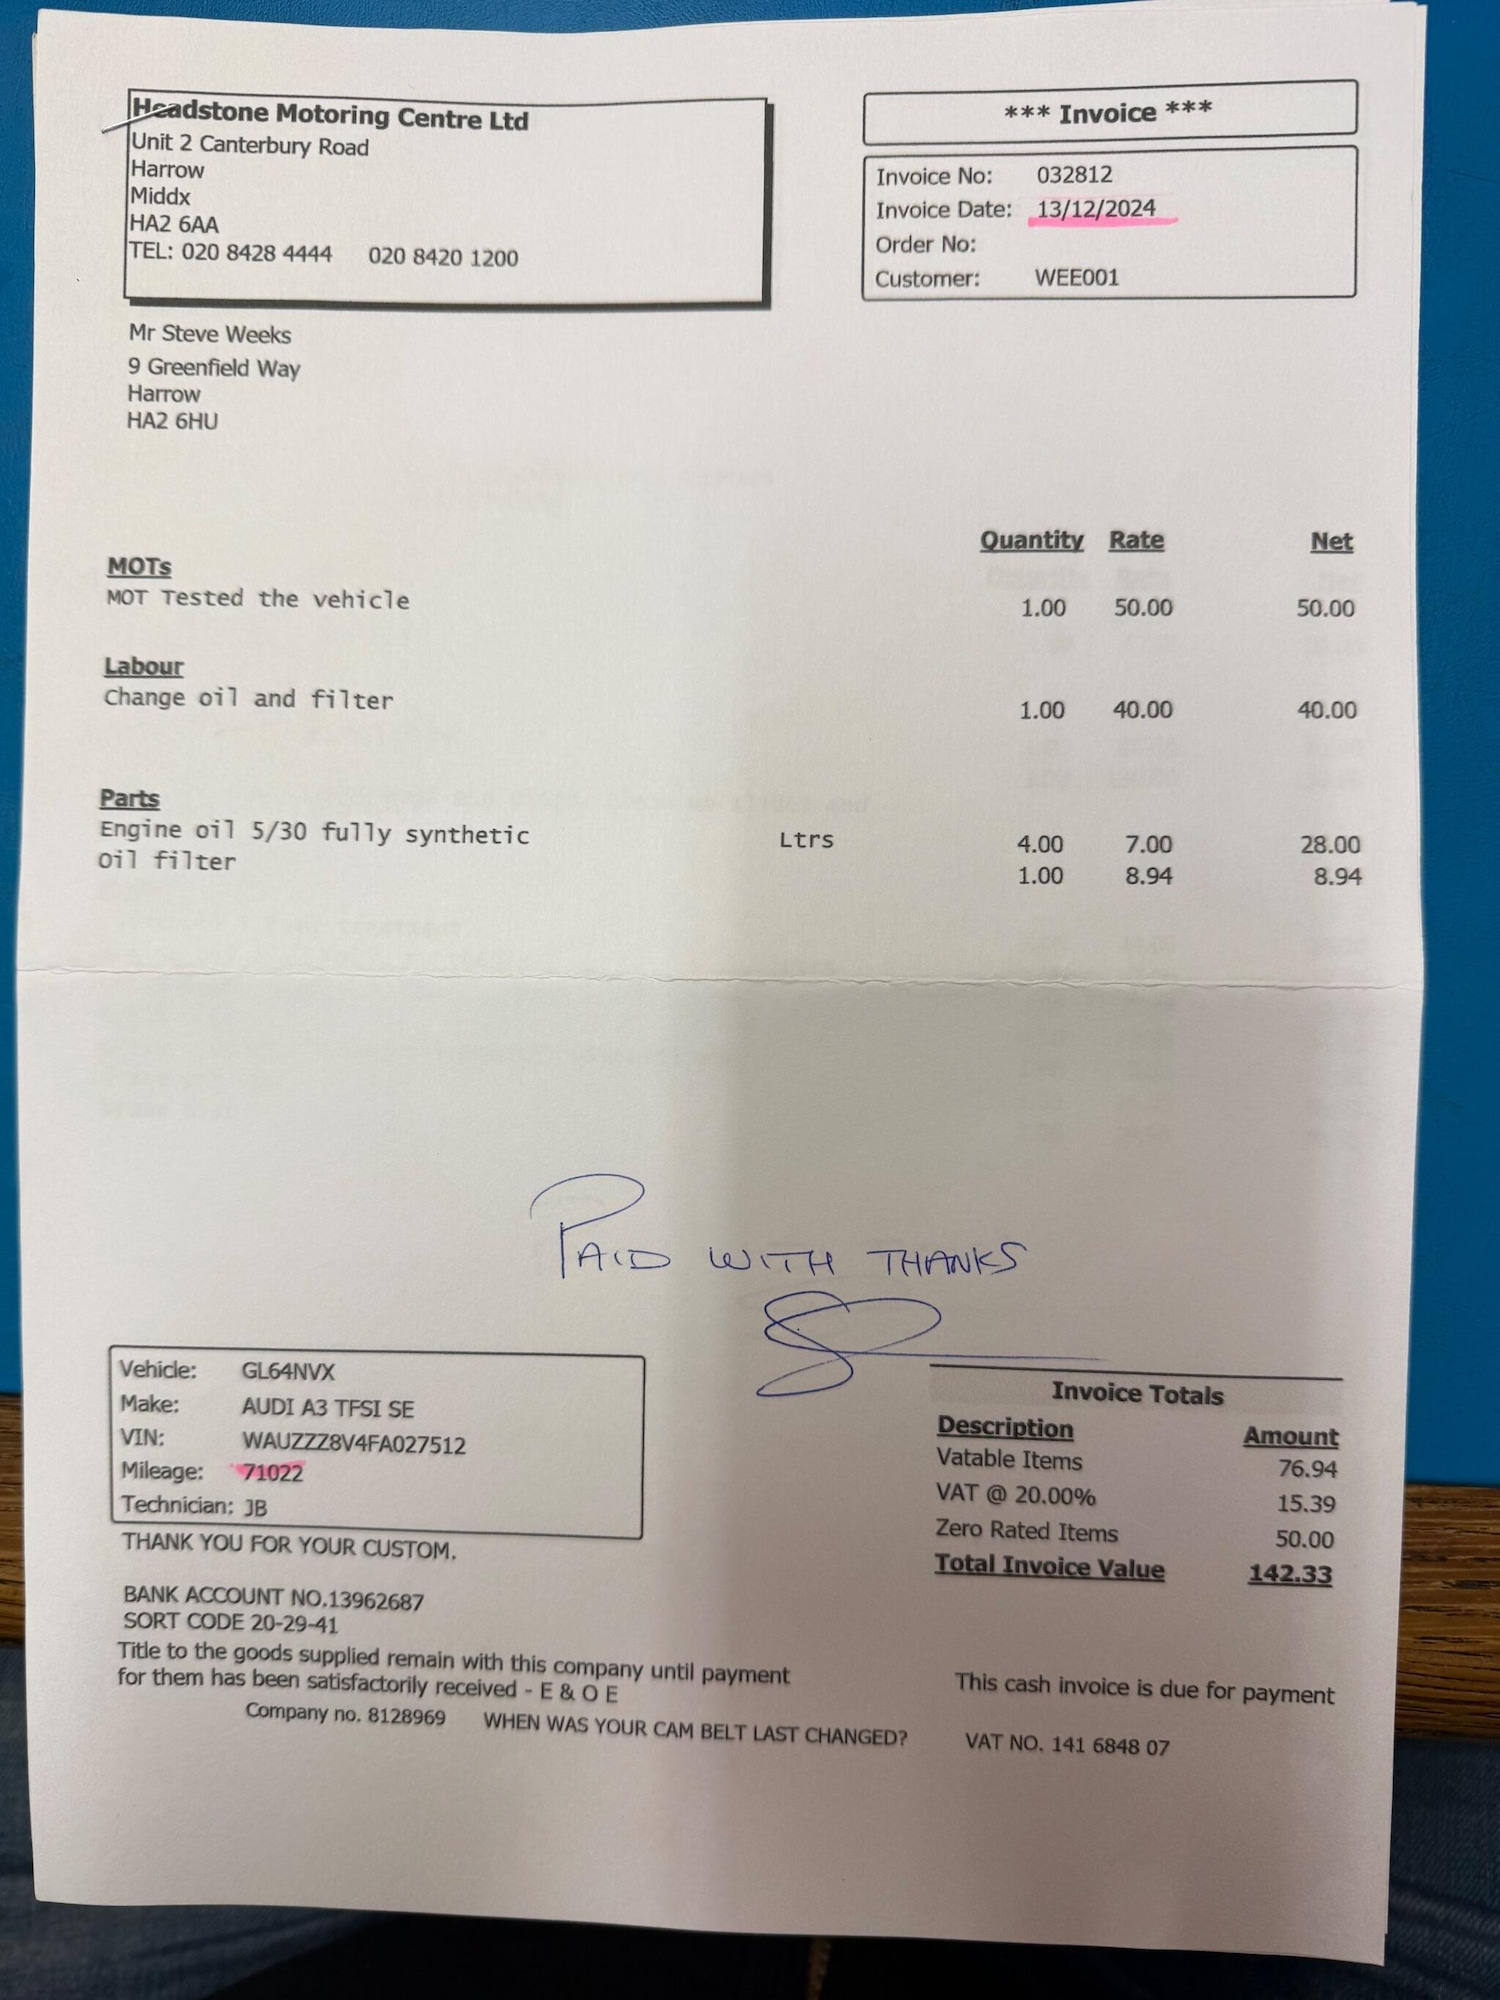 Headstone Motoring Centre Ltd
Unit 2 Canterbury Road
Harrow
Middx
HA2 6AA
TEL: 020 8428 4444 020 8420 1200
*** Invoice ***
Invoice No: 032812
Invoice Date: 13/12/2024
Order No:
Customer: WEE001
Mr Steve Weeks
9 Greenfield Way
Harrow
HA2 6HU
Quantity Rate Net
MOTs
MOT Tested the vehicle 1.00 50.00 50.00
Labour
Change oil and filter 1.00 40.00 40.00
Parts
Engine oil 5/30 fully synthetic Ltrs 4.00 7.00 28.00
Oil filter 1.00 8.94 8.94
PAID WITH THANKS
Vehicle: GL64NVX
Make: AUDI A3 TFSI SE
VIN: WAUZZZ8V4FA027512
Mileage: 71022
Technician: JB
THANK YOU FOR YOUR CUSTOM.
Invoice Totals
Description Amount
Vatable Items 76.94
VAT @ 20.00% 15.39
Zero Rated Items 50.00
Total Invoice Value 142.33
BANK ACCOUNT NO.13962687
SORT CODE 20-29-41
Title to the goods supplied remain with this company until payment
for them has been satisfactorily received - E & O E
This cash invoice is due for payment
Company no. 8128969 WHEN WAS YOUR CAM BELT LAST CHANGED? VAT NO. 141 6848 07